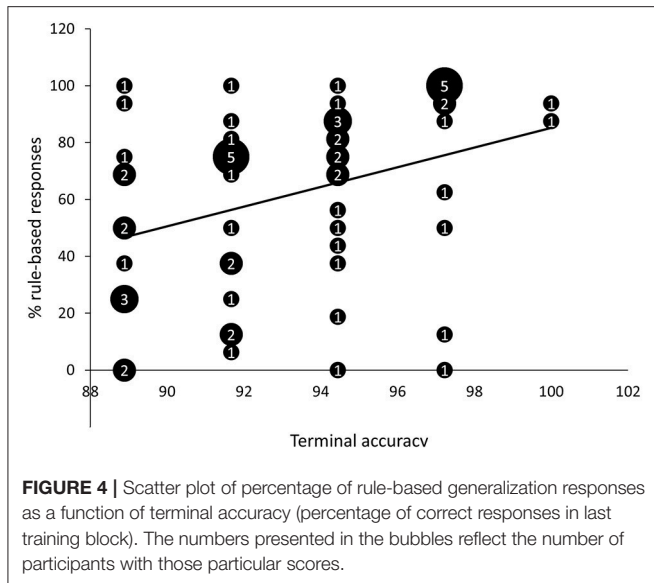 120
100 1 1 1 5
1 1 2 1
1 3 1 1
80 1 2
1 5 2
2 1 2
1
60
1
2 1 1 1
1
40
1 2 1
3 1
20
1
2 1
1
0 2 1 1
88 90 92 94 96 98 100 102
% rule-based responses
Terminal accuracy
FIGURE 4 | Scatter plot of percentage of rule-based generalization responses
as a function of terminal accuracy (percentage of correct responses in last
training block). The numbers presented in the bubbles reflect the number of
participants with those particular scores.